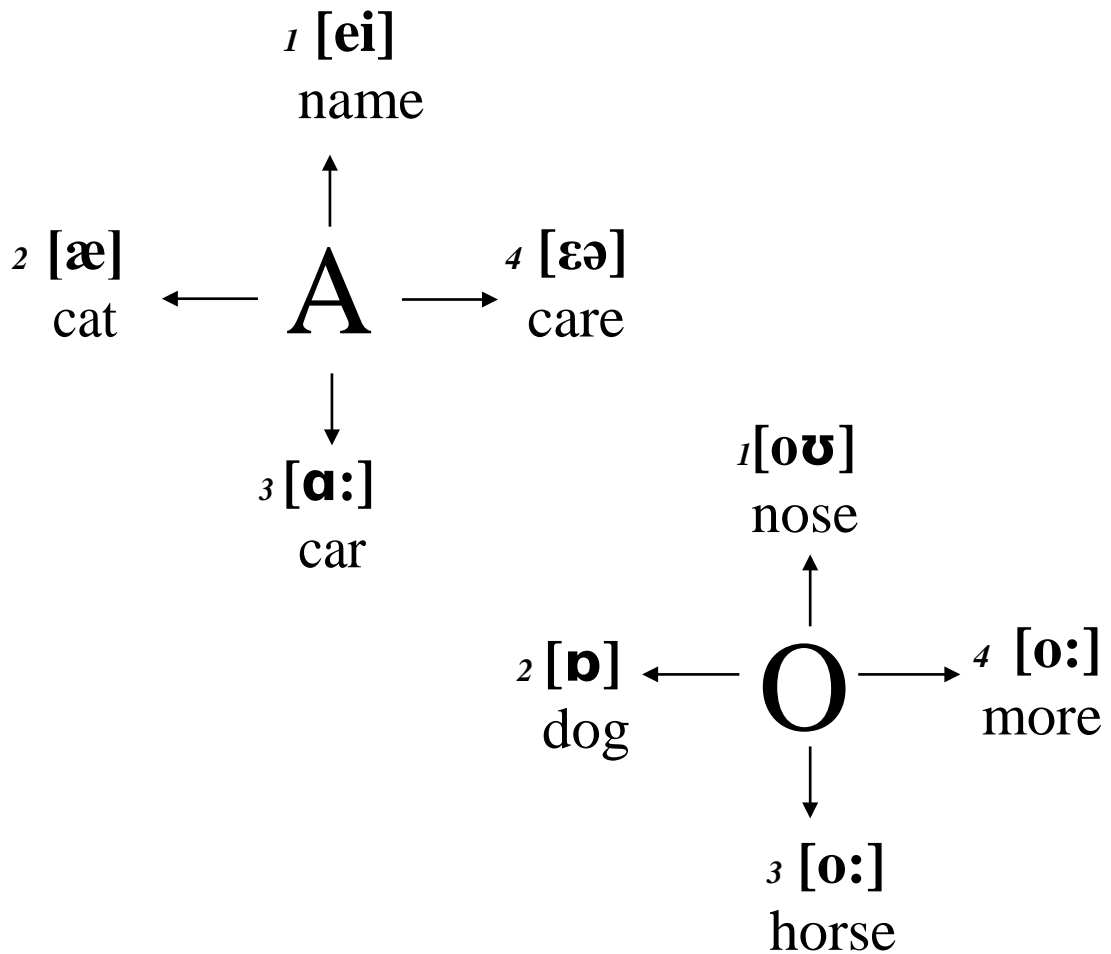 1 [ei]
name
2 [æ]
cat
A
4 [ɛə]
care
3 [ɑ:]
car
1[oʊ]
nose
2 [ɒ]
dog
O
4 [o:]
more
3 [o:]
horse